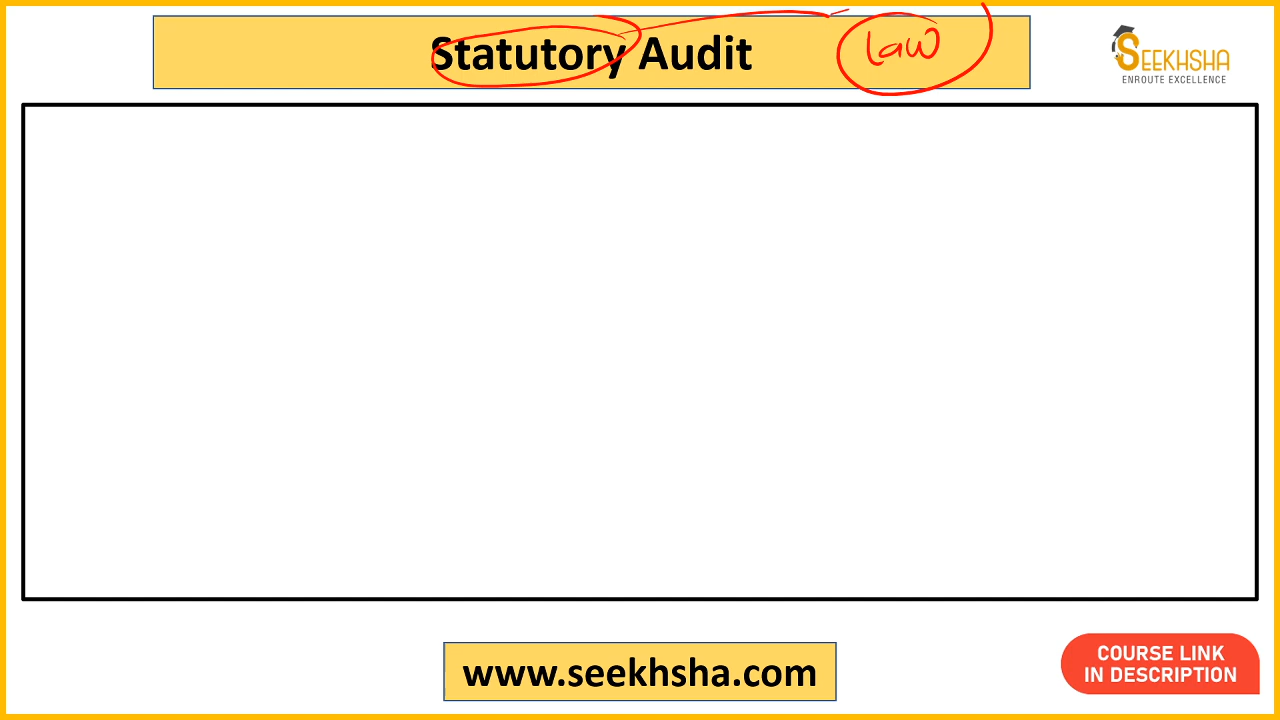 Statutory Audit
law
SEEKHSHA
ENROUTE EXCELLENCE
www.seekhsha.com
COURSE LINK
IN DESCRIPTION